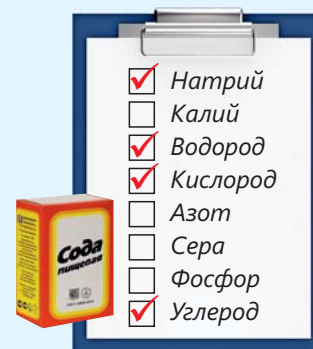 Натрий
Калий
Водород
Кислород
Азот
Сера
Фосфор
Углерод
Сода
пищевая